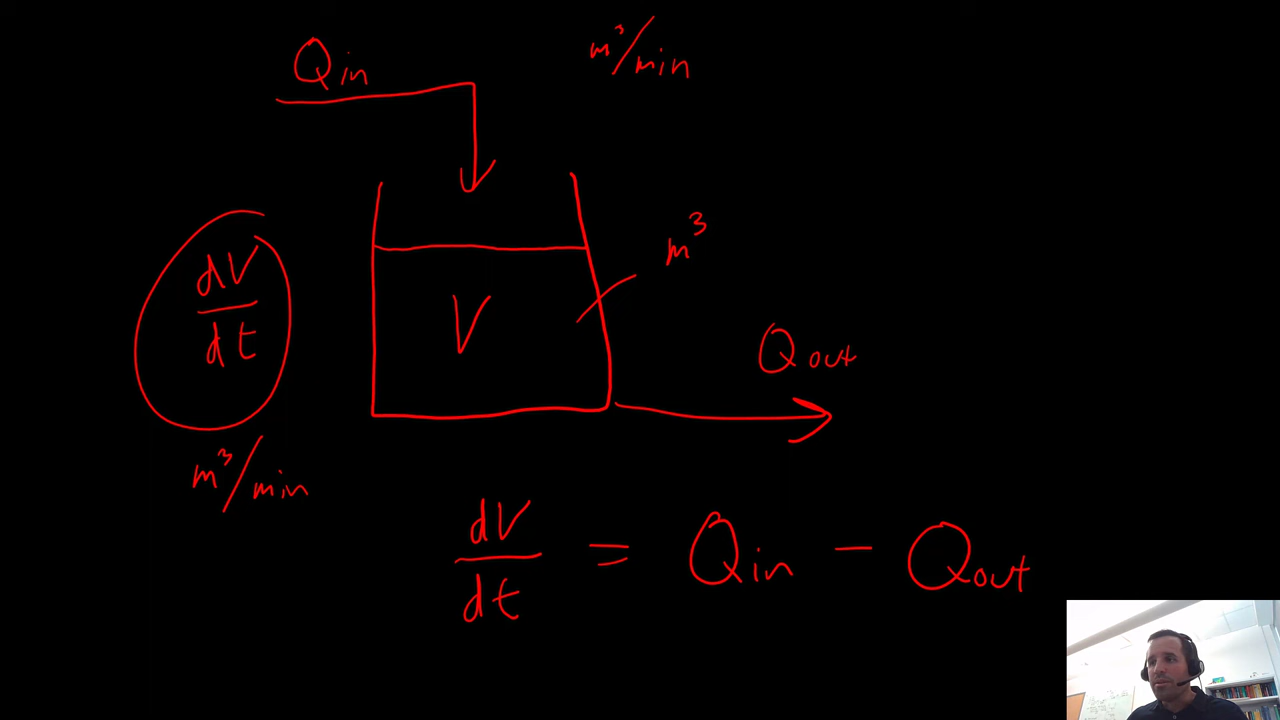 Qin
m³/min
m³
dV/dt
V
Qout
m³/min
dV/dt = Qin - Qout